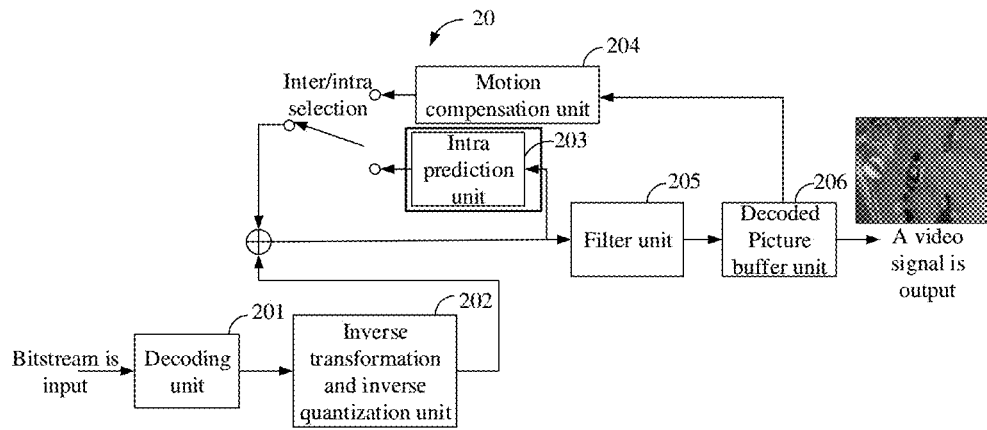 20
204
Inter/intra
selection
Motion
compensation unit
203
Intra
prediction
unit
205
206
Filter unit
Decoded
Picture
buffer unit
A video
signal is
output
201
202
Bitstream is
input
Decoding
unit
Inverse
transformation
and inverse
quantization unit